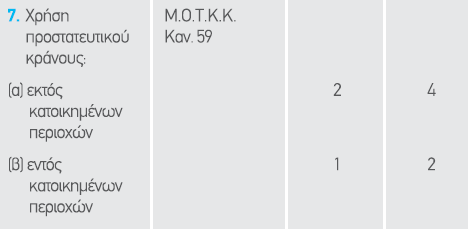 7. Χρήση Μ.Ο.Τ.Κ.Κ.
προστατευτικού Καν. 59
κράνους:
(α) εκτός 2 4
κατοικημένων
περιοχών
(β) εντός 1 2
κατοικημένων
περιοχών